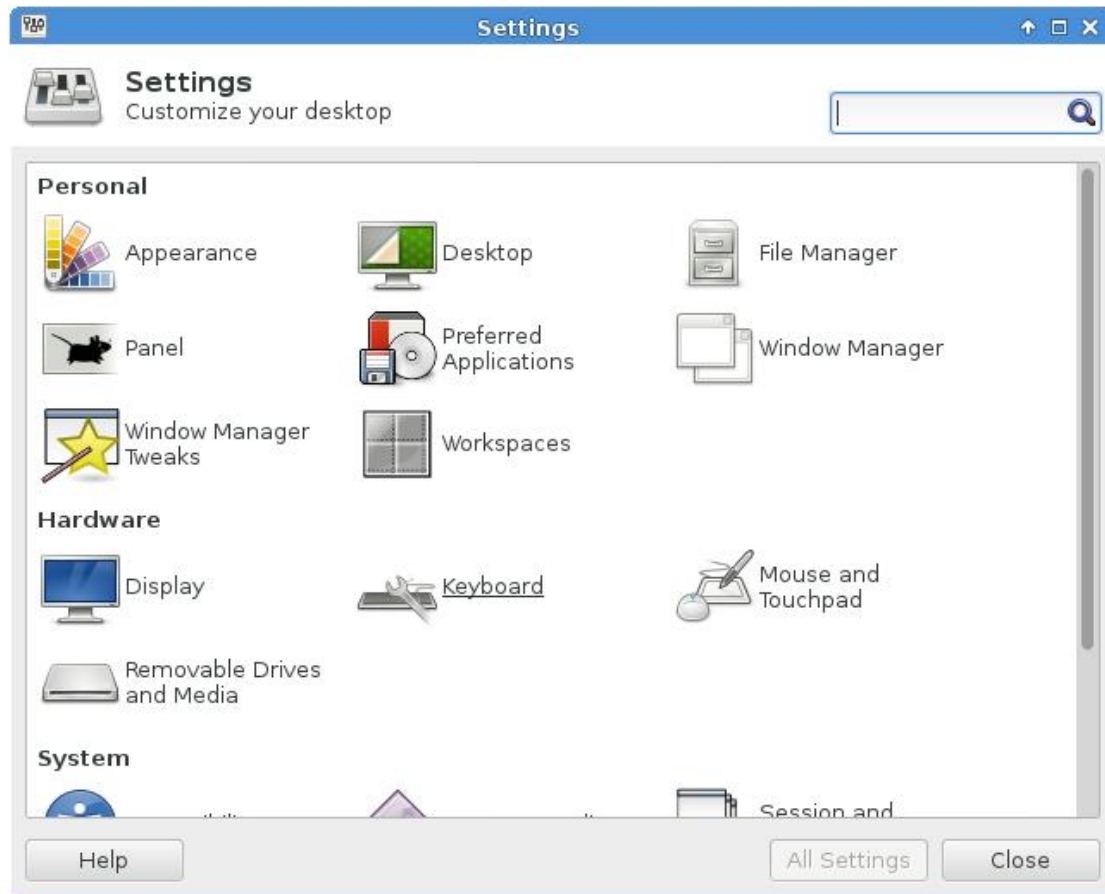 Settings
Settings
Customize your desktop
Personal
Appearance
Desktop
File Manager
Panel
Preferred
Applications
Window Manager
Window Manager
Tweaks
Workspaces
Hardware
Display
Keyboard
Mouse and
Touchpad
Removable Drives
and Media
System
Session and
Help
All Settings
Close